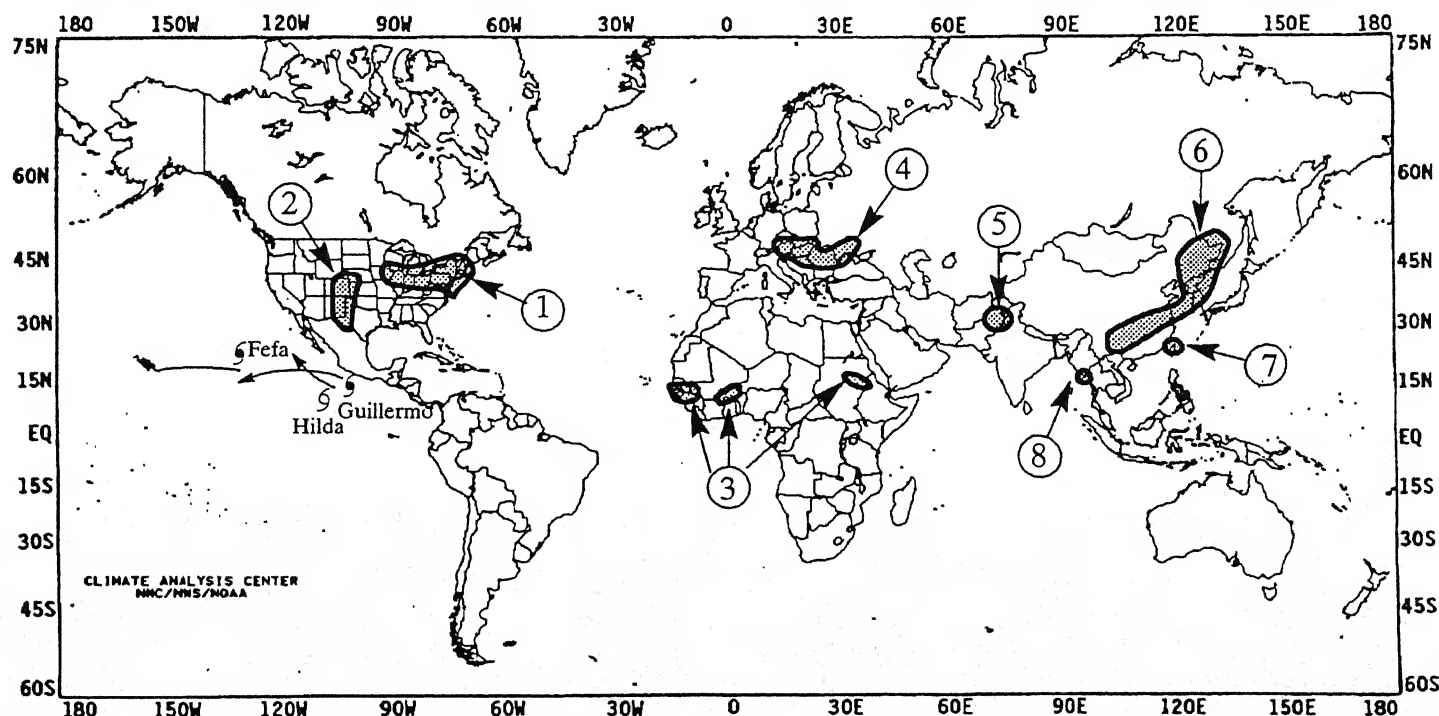 180 150W 120W 90W 60W 30W 0 30E 60E 90E 120E 150E 180
75N 75N
6
4
60N 60N
2
5
45N 45N
1
30N 30N
Fefa
7
15N 15N
Guillermo
Hilda
EQ EQ
8
3
15S 15S
30S 30S
CLIMATE ANALYSIS CENTER
NMC/NWS/NOAA
45S 45S
60S 60S
180 150W 120W 90W 60W 30W 0 30E 60E 90E 120E 150E 180